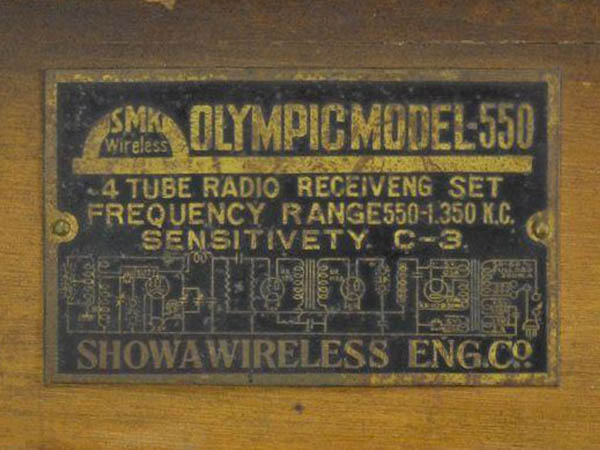 SMK
Wireless
OLYMPIC MODEL-550
4 TUBE RADIO RECEIVENG SET
FREQUENCY RANGE 550-1.350 K.C.
SENSITIVETY. C-3.
SHOWA WIRELESS ENG.CO.